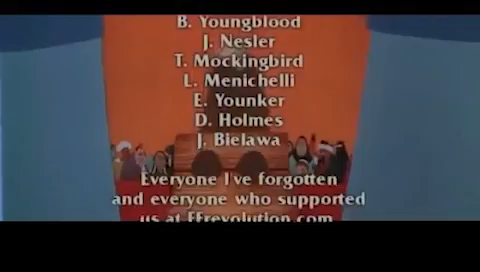 B. Youngblood
J. Nesler
T. Mockingbird
L. Menichelli
E. Younker
D. Holmes
J. Bielawa
Everyone I've forgotten
and everyone who supported
us at FFrevolution.com